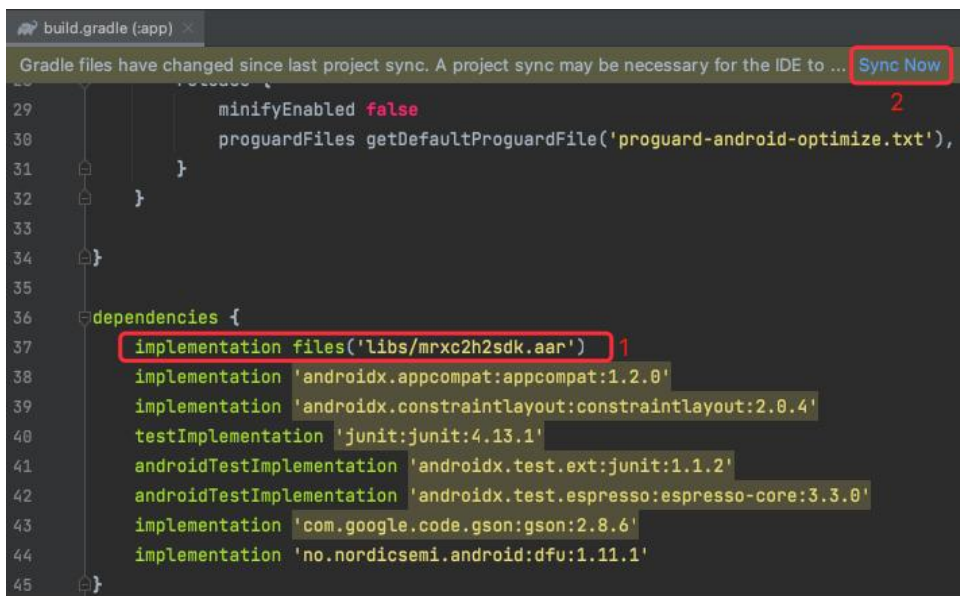 build.gradle (:app)
Gradle files have changed since last project sync. A project sync may be necessary for the IDE to ... Sync Now
2
29 minifyEnabled false
30 proguardFiles getDefaultProguardFile('proguard-android-optimize.txt'),
31 }
32 }
33
34 }
35
36 dependencies {
37 implementation files('libs/mrxc2h2sdk.aar') 1
38 implementation 'androidx.appcompat:appcompat:1.2.0'
39 implementation 'androidx.constraintlayout:constraintlayout:2.0.4'
40 testImplementation 'junit:junit:4.13.1'
41 androidTestImplementation 'androidx.test.ext:junit:1.1.2'
42 androidTestImplementation 'androidx.test.espresso:espresso-core:3.3.0'
43 implementation 'com.google.code.gson:gson:2.8.6'
44 implementation 'no.nordicsemi.android:dfu:1.11.1'
45 }